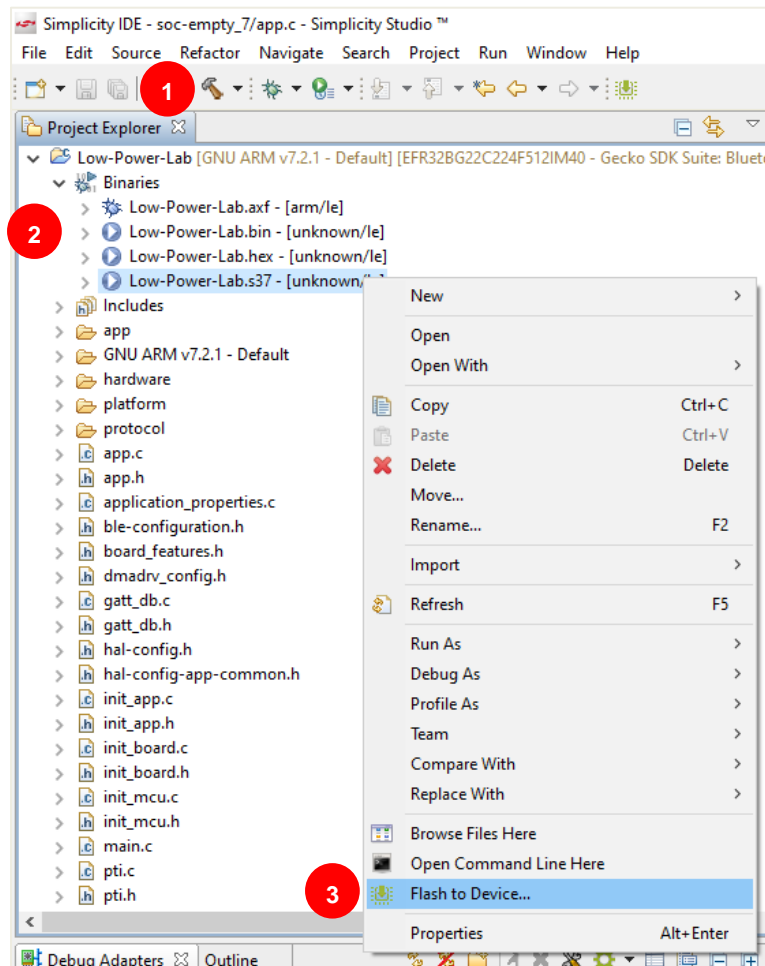 Simplicity IDE - soc-empty_7/app.c - Simplicity Studio ™
File Edit Source Refactor Navigate Search Project Run Window Help
1
Project Explorer
Low-Power-Lab [GNU ARM v7.2.1 - Default] [EFR32BG22C224F512IM40 - Gecko SDK Suite: Bluet
Binaries
Low-Power-Lab.axf - [arm/le]
2
Low-Power-Lab.bin - [unknown/le]
Low-Power-Lab.hex - [unknown/le]
Low-Power-Lab.s37 - [unknown/le]
Includes
app
GNU ARM v7.2.1 - Default
hardware
platform
protocol
app.c
app.h
application_properties.c
ble-configuration.h
board_features.h
dmadrv_config.h
gatt_db.c
gatt_db.h
hal-config.h
hal-config-app-common.h
init_app.c
init_app.h
init_board.c
init_board.h
init_mcu.c
init_mcu.h
main.c
pti.c
pti.h
New
Open
Open With
Copy Ctrl+C
Paste Ctrl+V
Delete Delete
Move...
Rename... F2
Import
Refresh F5
Run As
Debug As
Profile As
Team
Compare With
Replace With
Browse Files Here
Open Command Line Here
3
Flash to Device...
Properties Alt+Enter
Debug Adapters Outline